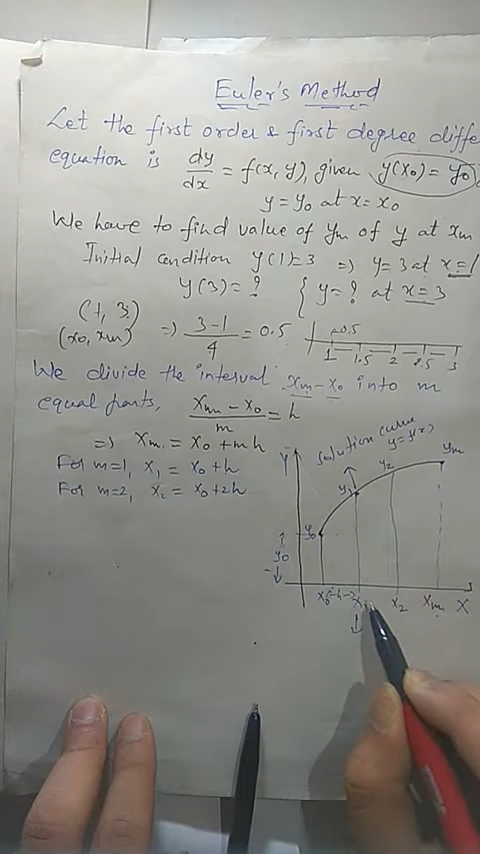 Euler's Method
Let the first order & first degree diffe
equation is dy/dx = f(x, y), given y(x₀) = y₀
y = y₀ at x = x₀
We have to find value of yₘ of y at xₘ
Initial condition y(1)=3 => y = 3 at x = 1
y(3) = ? { y = ? at x = 3
(1, 3)
(x₀, xₘ) => 3-1/4 = 0.5
0.5
1 1.5 2 2.5 3
We divide the interval xₘ - x₀ into m
equal parts, xₘ - x₀/m = h
=> xₘ = x₀ + mh
For m=1, x₁ = x₀ + h
For m=2, x₂ = x₀ + 2h
solution curve
y = f(x)
Y y₁ y₂ yₘ
y₀
y₀
x₀ <-h-> x₁ x₂ xₘ X